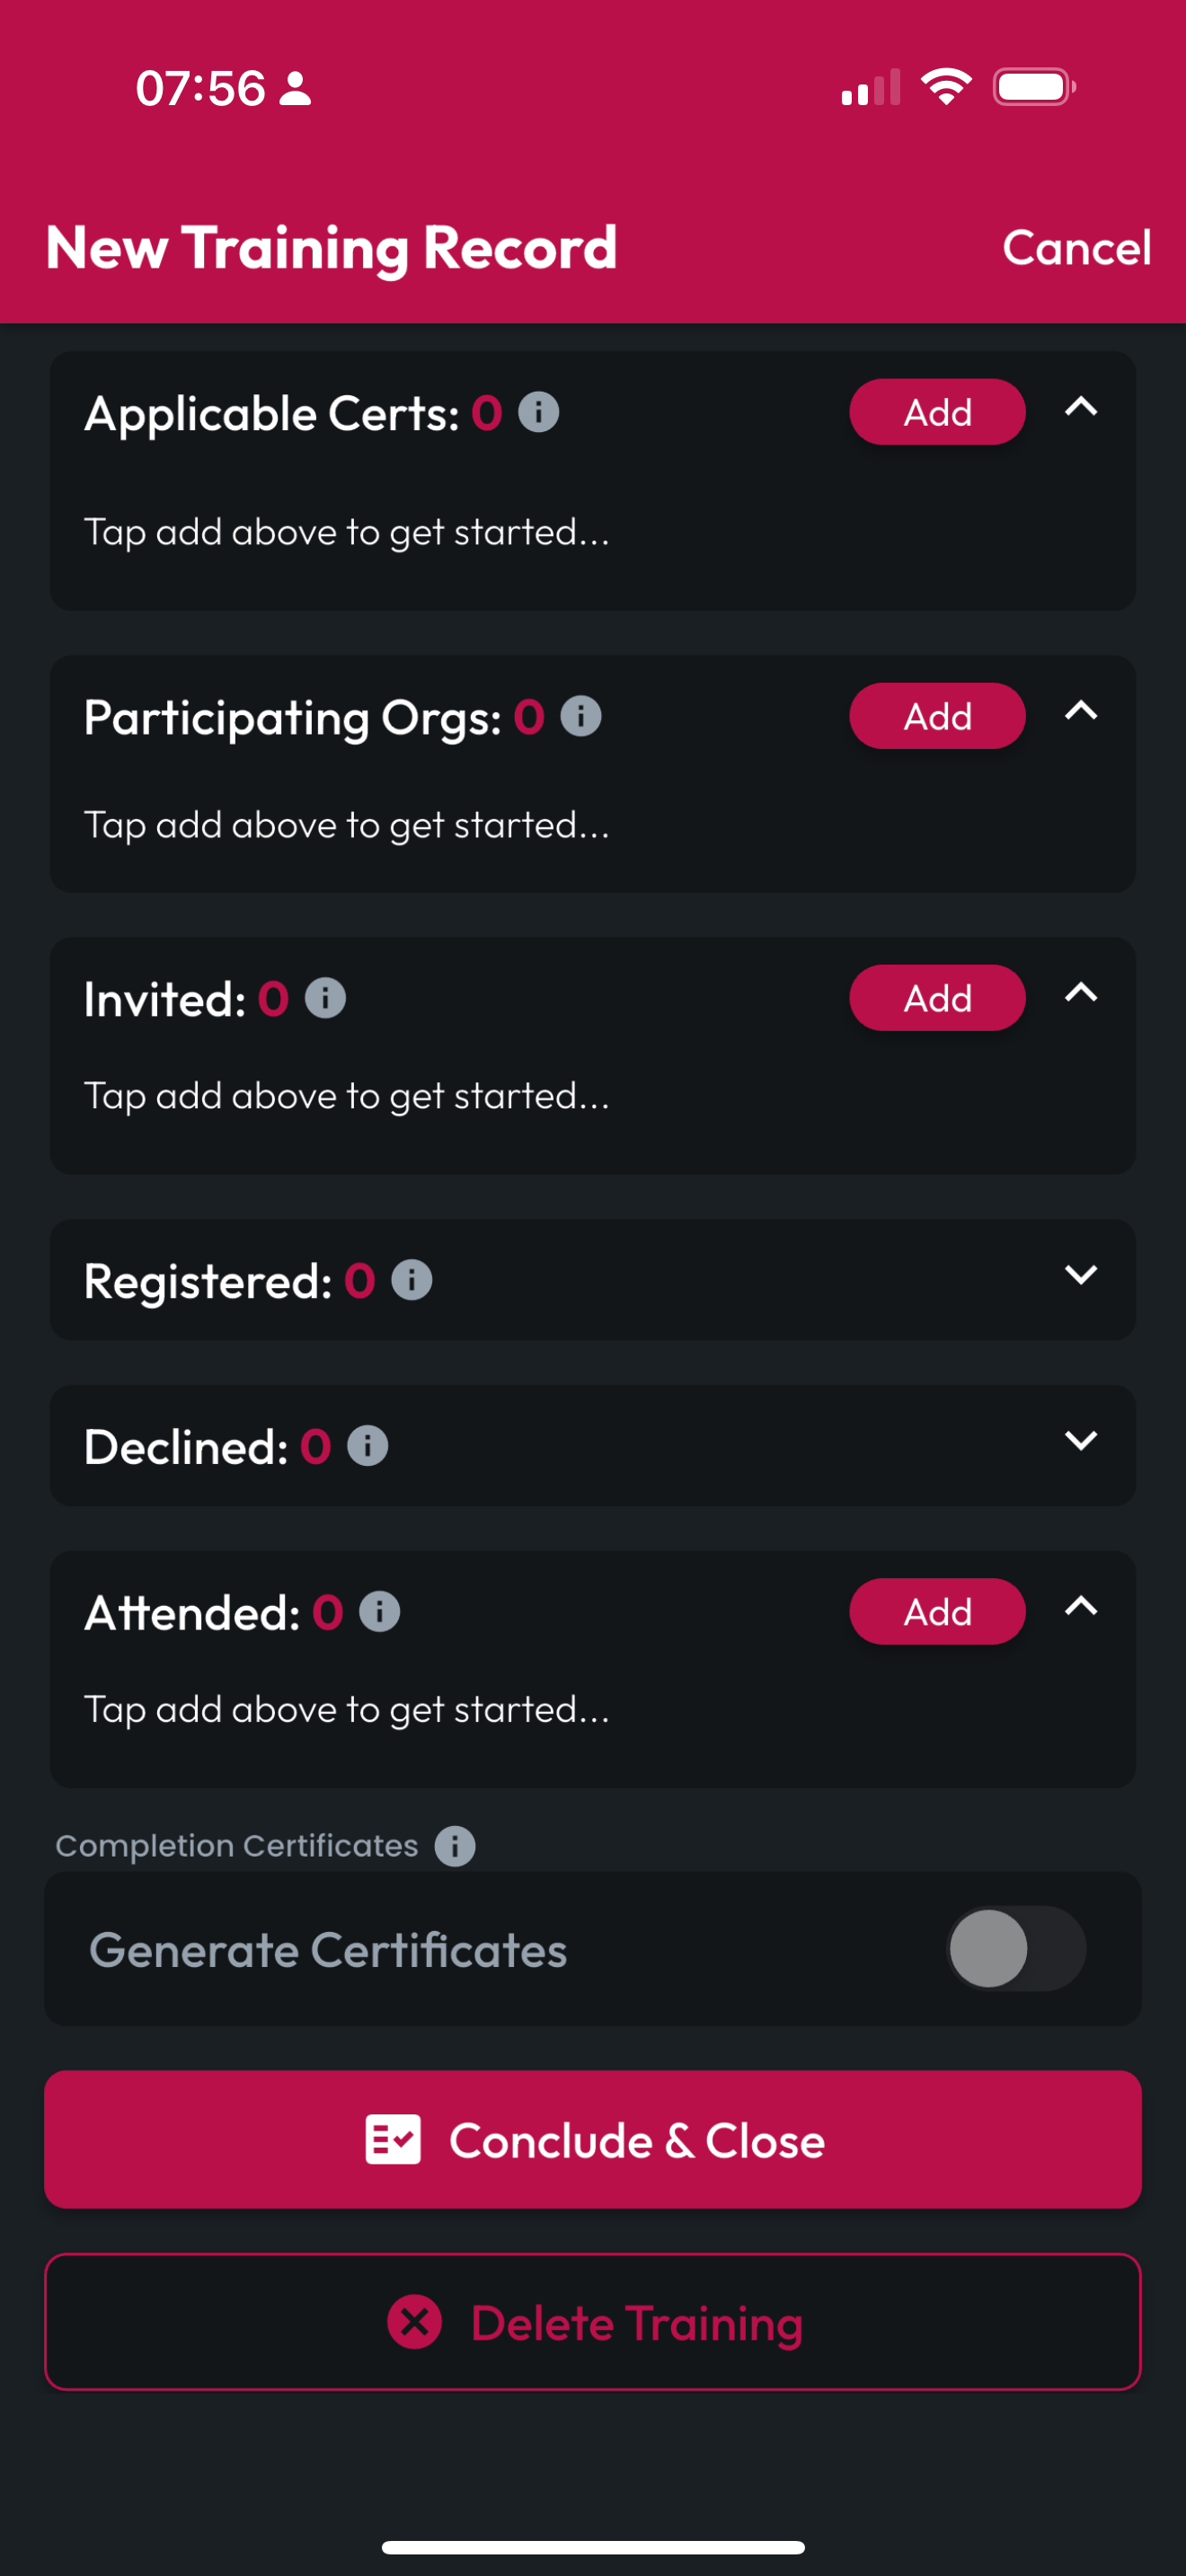 07:56
New Training Record Cancel
Applicable Certs: 0 Add
Tap add above to get started...
Participating Orgs: 0 Add
Tap add above to get started...
Invited: 0 Add
Tap add above to get started...
Registered: 0
Declined: 0
Attended: 0 Add
Tap add above to get started...
Completion Certificates
Generate Certificates
Conclude & Close
Delete Training